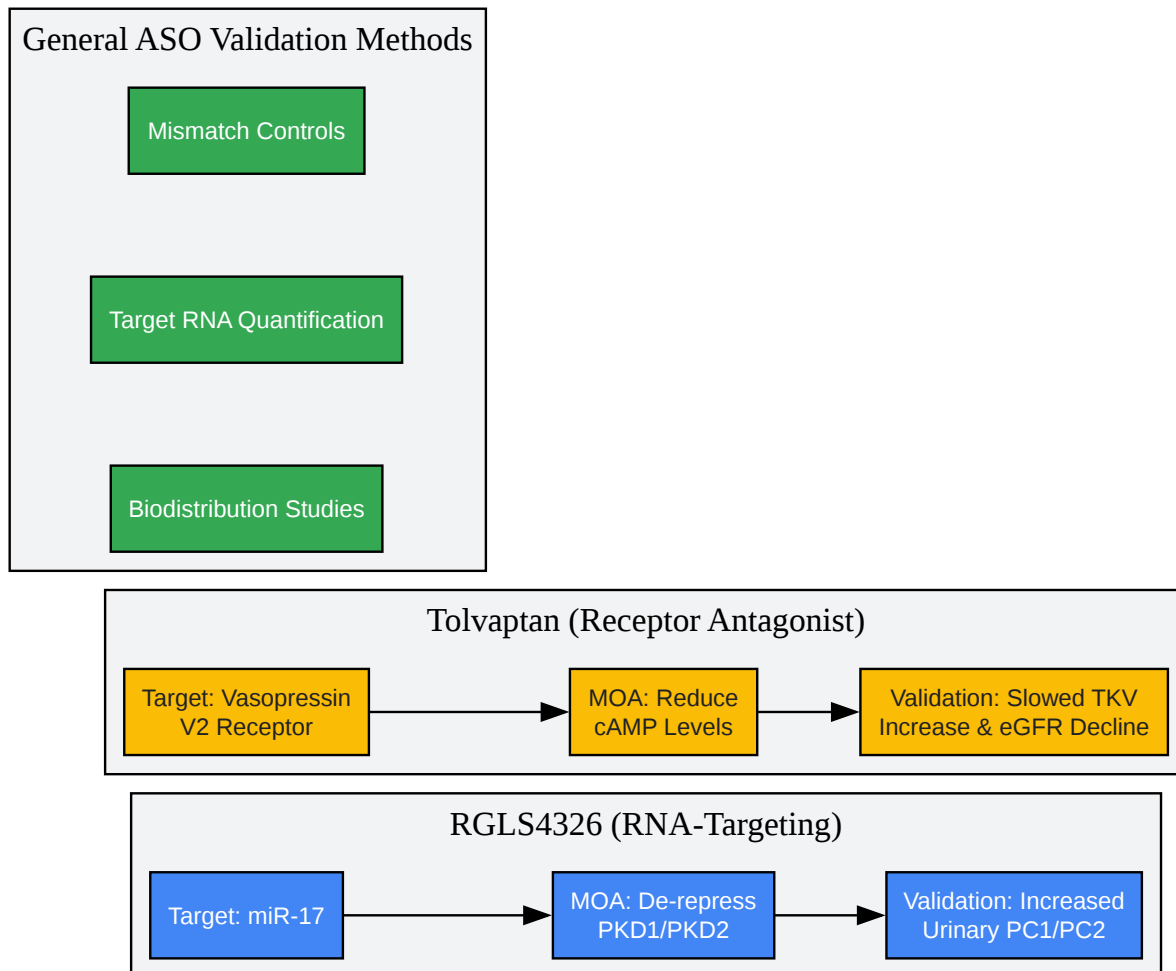 General ASO Validation Methods
Mismatch Controls
Target RNA Quantification
Biodistribution Studies
Tolvaptan (Receptor Antagonist)
Target: Vasopressin
V2 Receptor
MOA: Reduce
cAMP Levels
Validation: Slowed TKV
Increase & eGFR Decline
RGLS4326 (RNA-Targeting)
Target: miR-17
MOA: De-repress
PKD1/PKD2
Validation: Increased
Urinary PC1/PC2